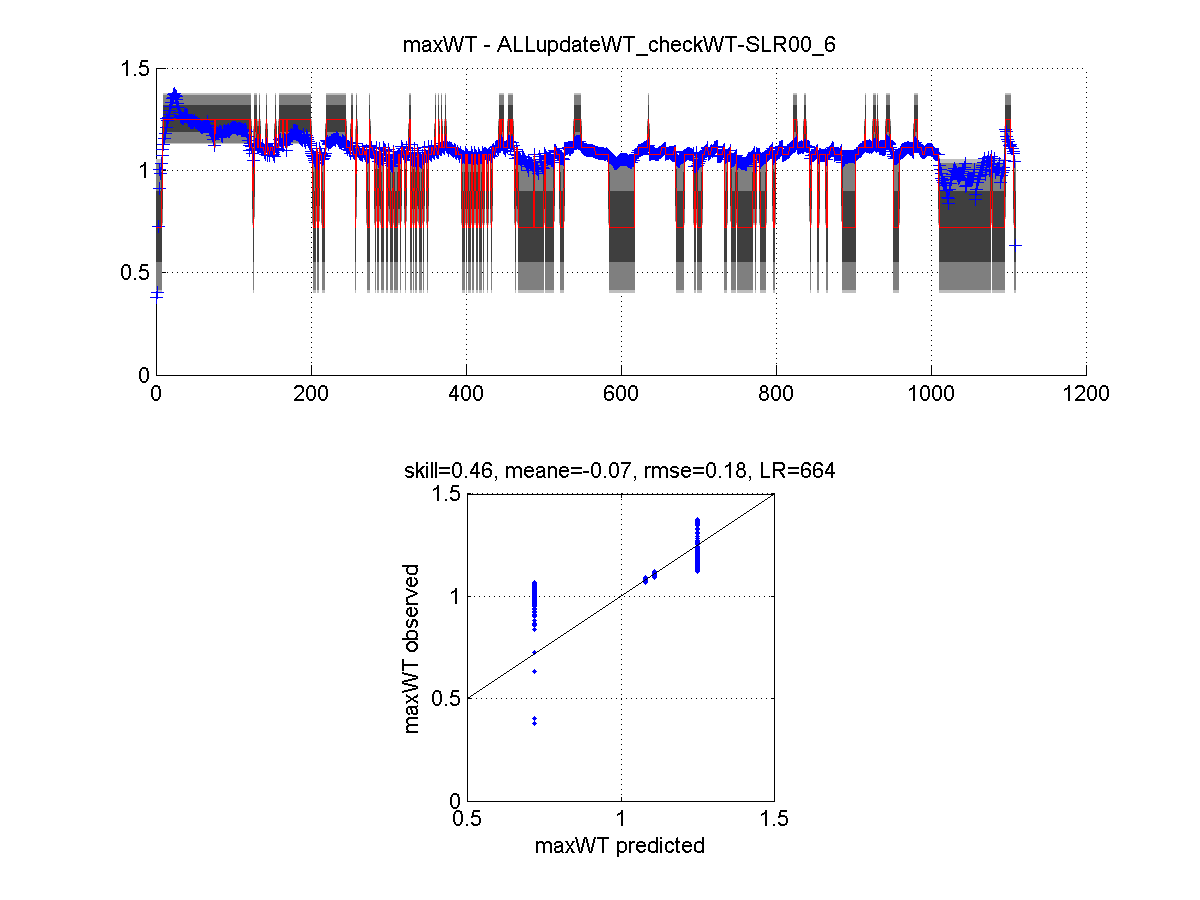 maxWT - ALLupdateWT_checkWT-SLR00_6
1.5
1
0.5
0
0 200 400 600 800 1000 1200
skill=0.46, meane=-0.07, rmse=0.18, LR=664
1.5
1
0.5
0
maxWT observed
0.5 1 1.5
maxWT predicted